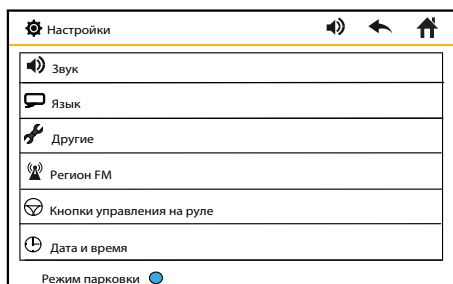 Настройки
Звук
Язык
Другие
Регион FM
Кнопки управления на руле
Дата и время
Режим парковки